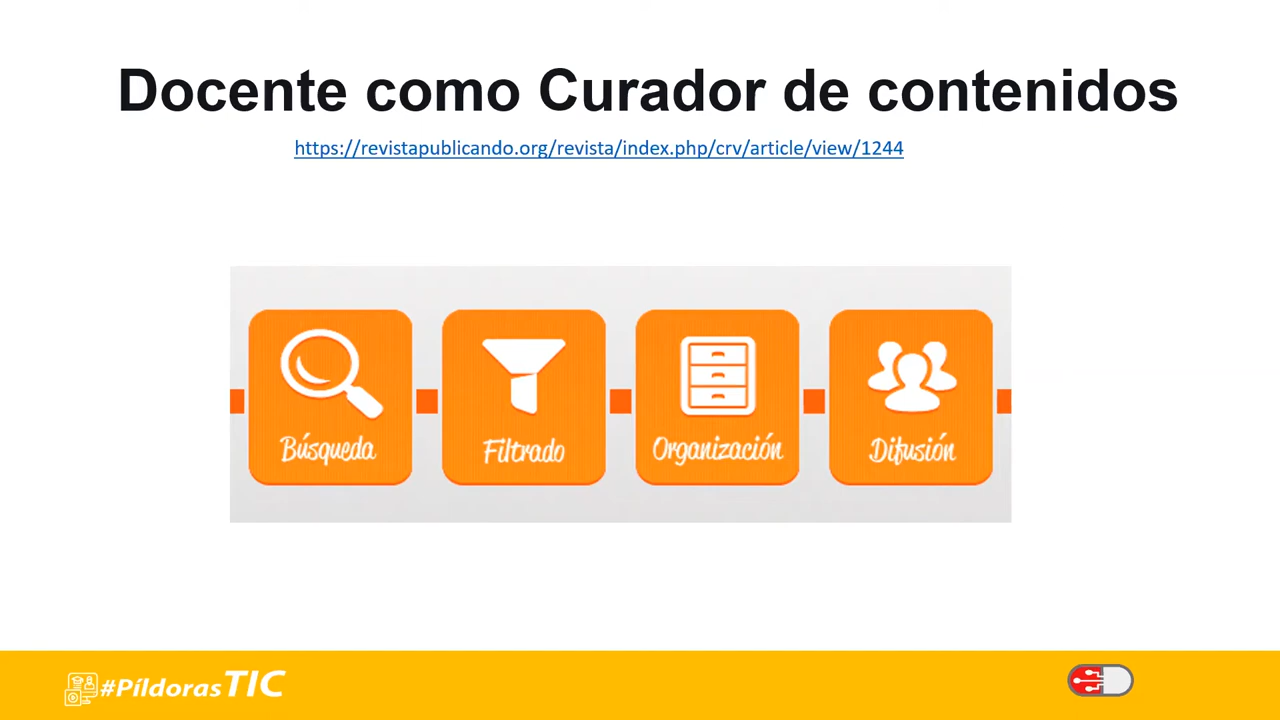 Docente como Curador de contenidos
https://revistapublicando.org/revista/index.php/crv/article/view/1244
Búsqueda
Filtrado
Organización
Difusión
#PíldorasTIC